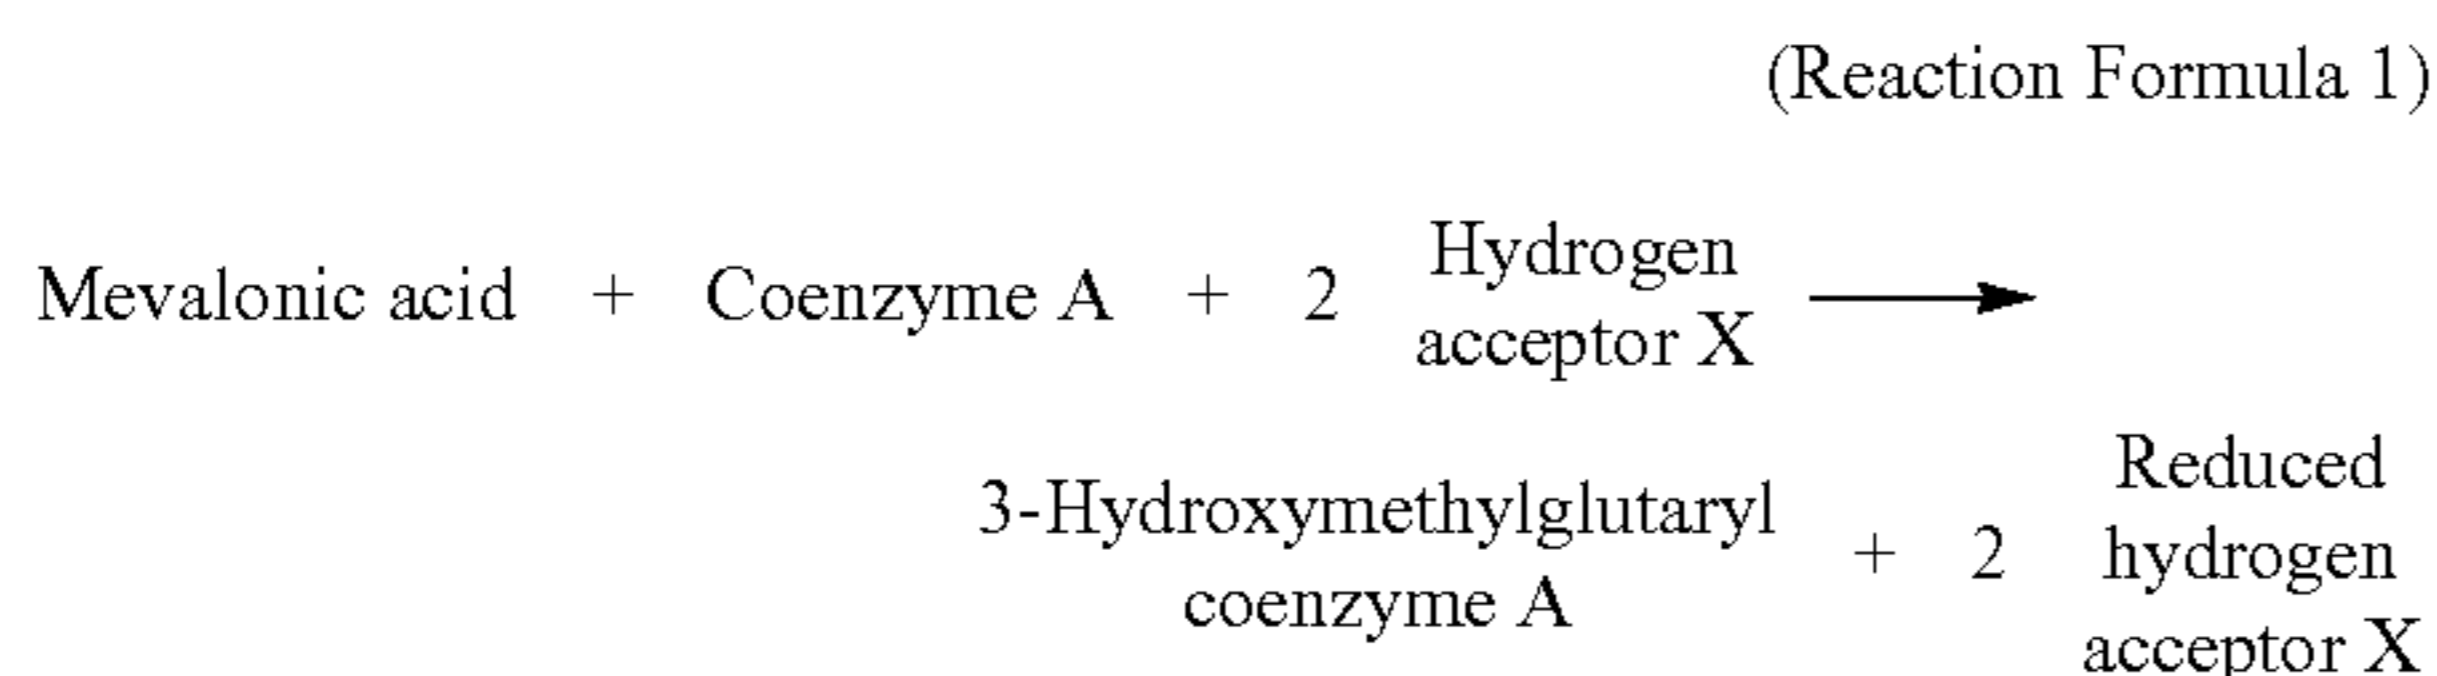 (Reaction Formula 1)
Mevalonic acid + Coenzyme A + 2 Hydrogen acceptor X ⟶
3-Hydroxymethylglutaryl coenzyme A + 2 Reduced hydrogen acceptor X